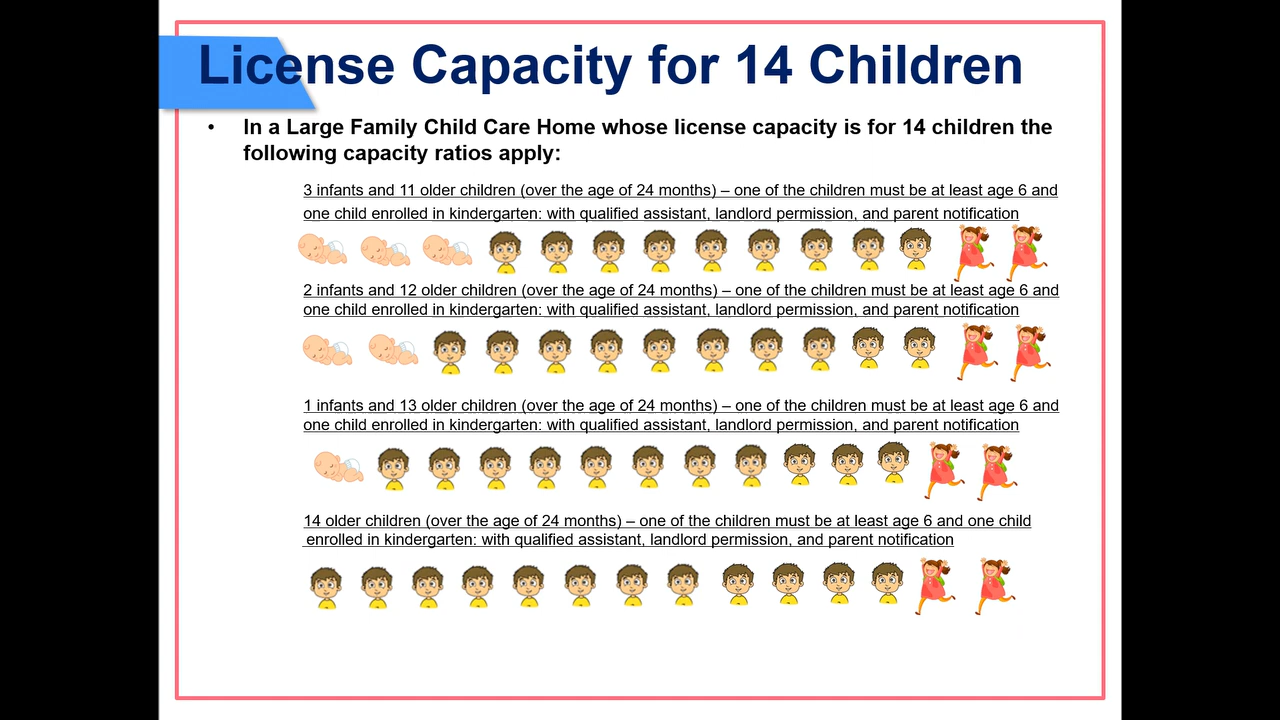 License Capacity for 14 Children
• In a Large Family Child Care Home whose license capacity is for 14 children the
following capacity ratios apply:
3 infants and 11 older children (over the age of 24 months) – one of the children must be at least age 6 and
one child enrolled in kindergarten: with qualified assistant, landlord permission, and parent notification
2 infants and 12 older children (over the age of 24 months) – one of the children must be at least age 6 and
one child enrolled in kindergarten: with qualified assistant, landlord permission, and parent notification
1 infants and 13 older children (over the age of 24 months) – one of the children must be at least age 6 and
one child enrolled in kindergarten: with qualified assistant, landlord permission, and parent notification
14 older children (over the age of 24 months) – one of the children must be at least age 6 and one child
enrolled in kindergarten: with qualified assistant, landlord permission, and parent notification